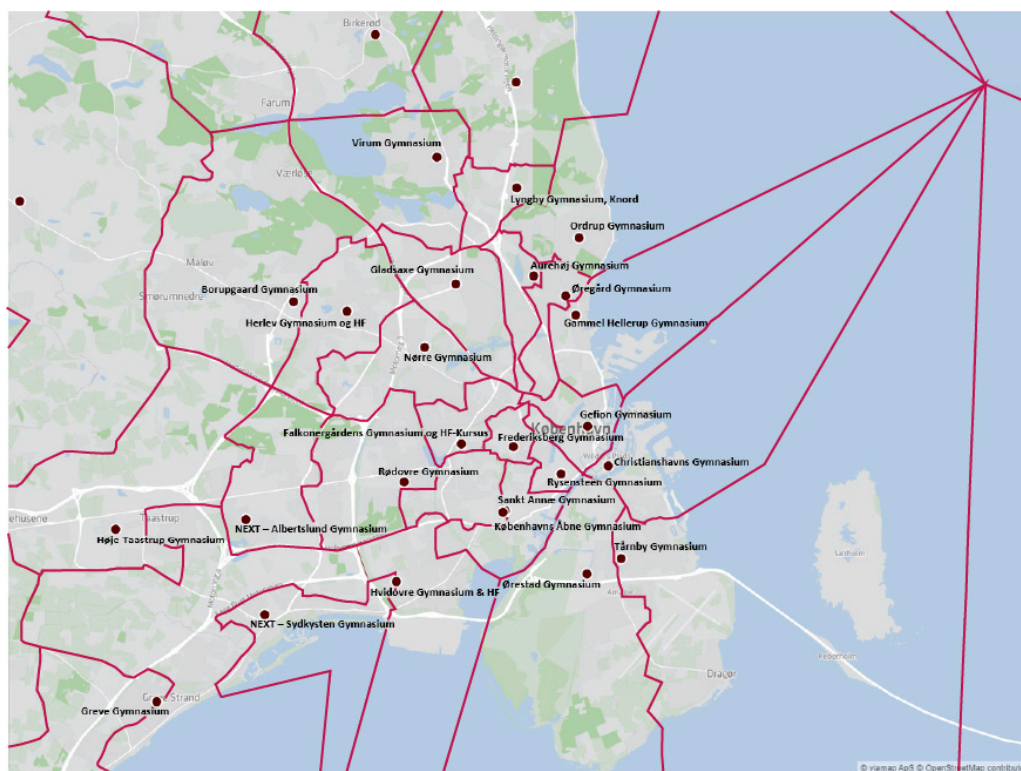 Birkerød
Farum
Virum Gymnasium
Værløse
Lyngby Gymnasium, Knord
Ordrup Gymnasium
Måløv
Gladsaxe Gymnasium
Aurehøj Gymnasium
Smørumnedre
Borupgaard Gymnasium
Øregård Gymnasium
Herlev Gymnasium og HF
Gammel Hellerup Gymnasium
Nørre Gymnasium
Gefion Gymnasium
København
Falkonergårdens Gymnasium og HF-Kursus
Frederiksberg Gymnasium
Christianshavns Gymnasium
Rødovre Gymnasium
Rysensteen Gymnasium
Sankt Annæ Gymnasium
Taastrup
NEXT – Albertslund Gymnasium
Københavns Åbne Gymnasium
Høje-Taastrup Gymnasium
Tårnby Gymnasium
Saltholm
Ørestad Gymnasium
Hvidovre Gymnasium & HF
Amager
NEXT – Sydkysten Gymnasium
Peberholm
Dragør
Greve Strand
Greve Gymnasium
© viamap ApS © OpenStreetMap contribu